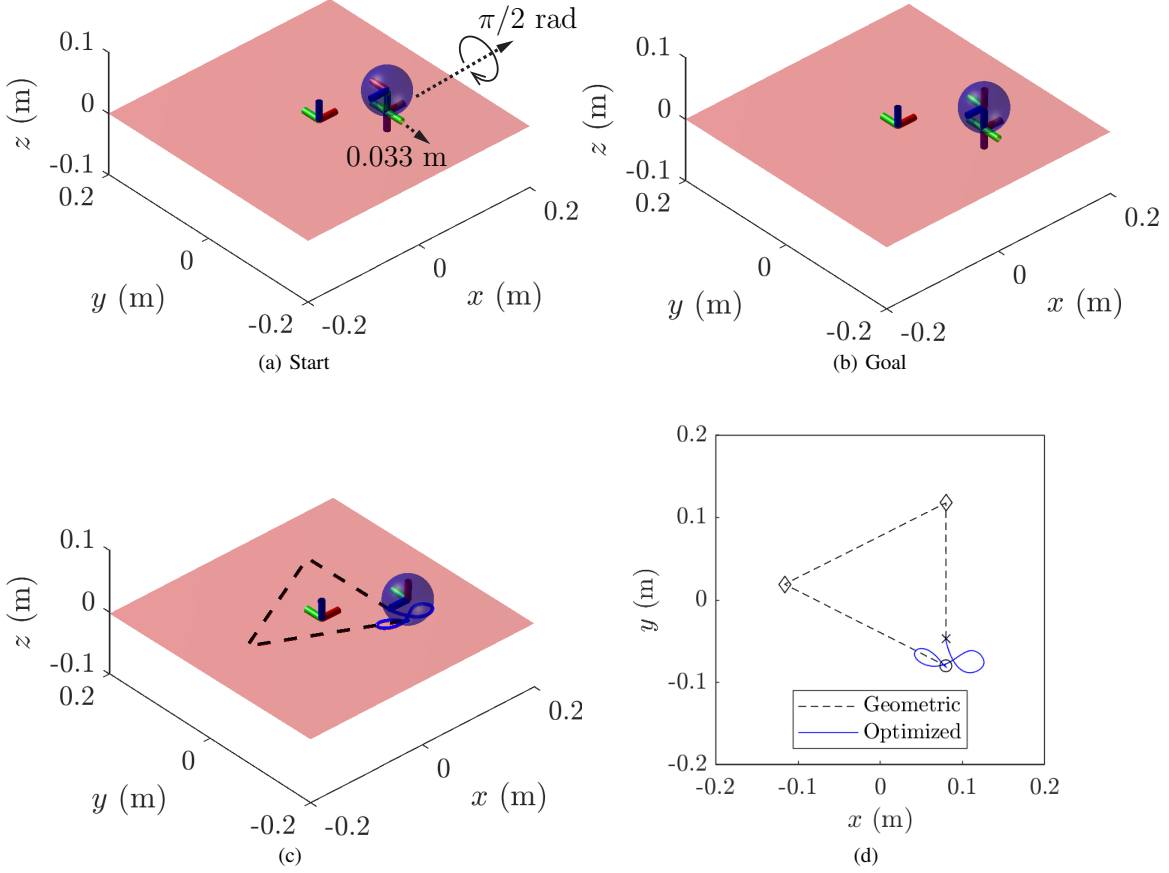 π/2 rad
0.1
0
-0.1
z (m)
0.033 m
0.2
0
-0.2
y (m)
-0.2
0
0.2
x (m)
(a) Start
0.1
0
-0.1
z (m)
0.2
0
-0.2
y (m)
-0.2
0
0.2
x (m)
(b) Goal
0.1
0
-0.1
z (m)
0.2
0
-0.2
y (m)
-0.2
0
0.2
x (m)
(c)
0.2
0.1
0
-0.1
-0.2
y (m)
Geometric
Optimized
-0.2 -0.1 0 0.1 0.2
x (m)
(d)